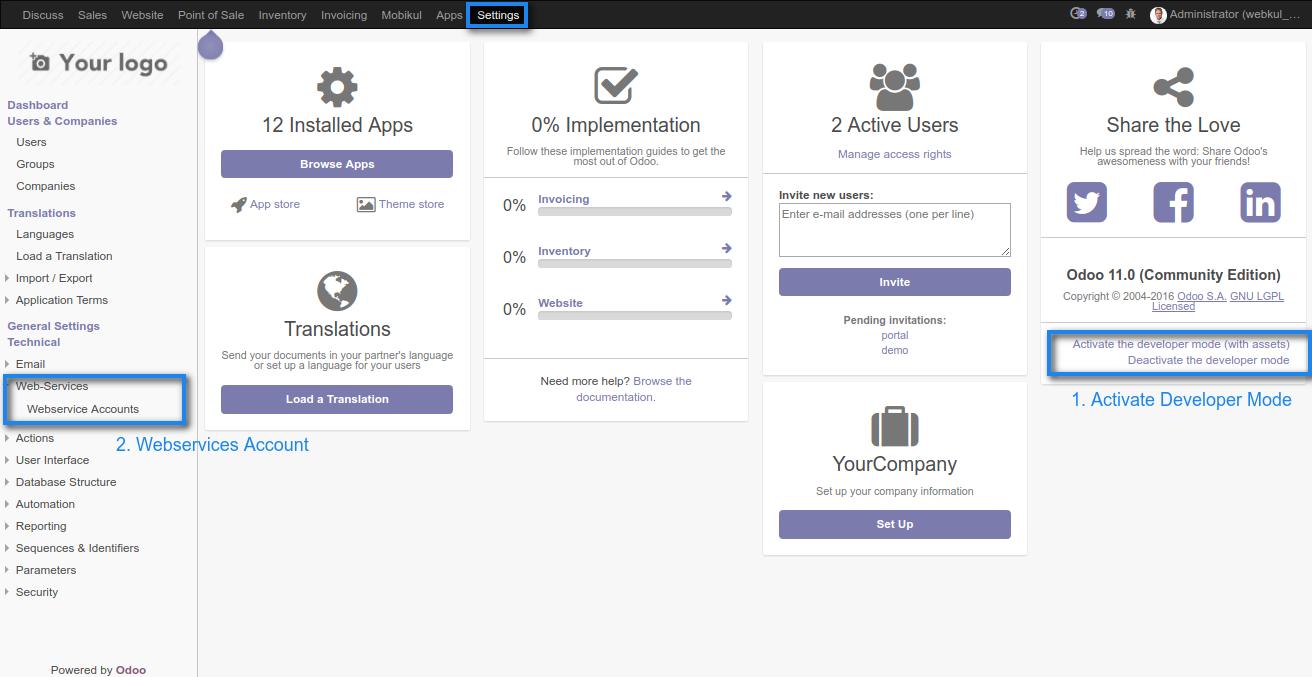 Discuss Sales Website Point of Sale Inventory Invoicing Mobikul Apps Settings 2 10 Administrator (webkul_...
Your logo
Dashboard
Users & Companies
Users
Groups
Companies
Translations
Languages
Load a Translation
Import / Export
Application Terms
General Settings
Technical
Email
Web-Services
Webservice Accounts
Actions
User Interface
Database Structure
Automation
Reporting
Sequences & Identifiers
Parameters
Security
Powered by Odoo
2. Webservices Account
12 Installed Apps
Browse Apps
App store Theme store
Translations
Send your documents in your partner's language
or set up a language for your users
Load a Translation
0% Implementation
Follow these implementation guides to get the
most out of Odoo.
0% Invoicing
0% Inventory
0% Website
Need more help? Browse the
documentation.
2 Active Users
Manage access rights
Invite new users:
Enter e-mail addresses (one per line)
Invite
Pending invitations:
portal
demo
YourCompany
Set up your company information
Set Up
Share the Love
Help us spread the word: Share Odoo's
awesomeness with your friends!
Odoo 11.0 (Community Edition)
Copyright © 2004-2016 Odoo S.A. GNU LGPL
Licensed
Activate the developer mode (with assets)
Deactivate the developer mode
1. Activate Developer Mode